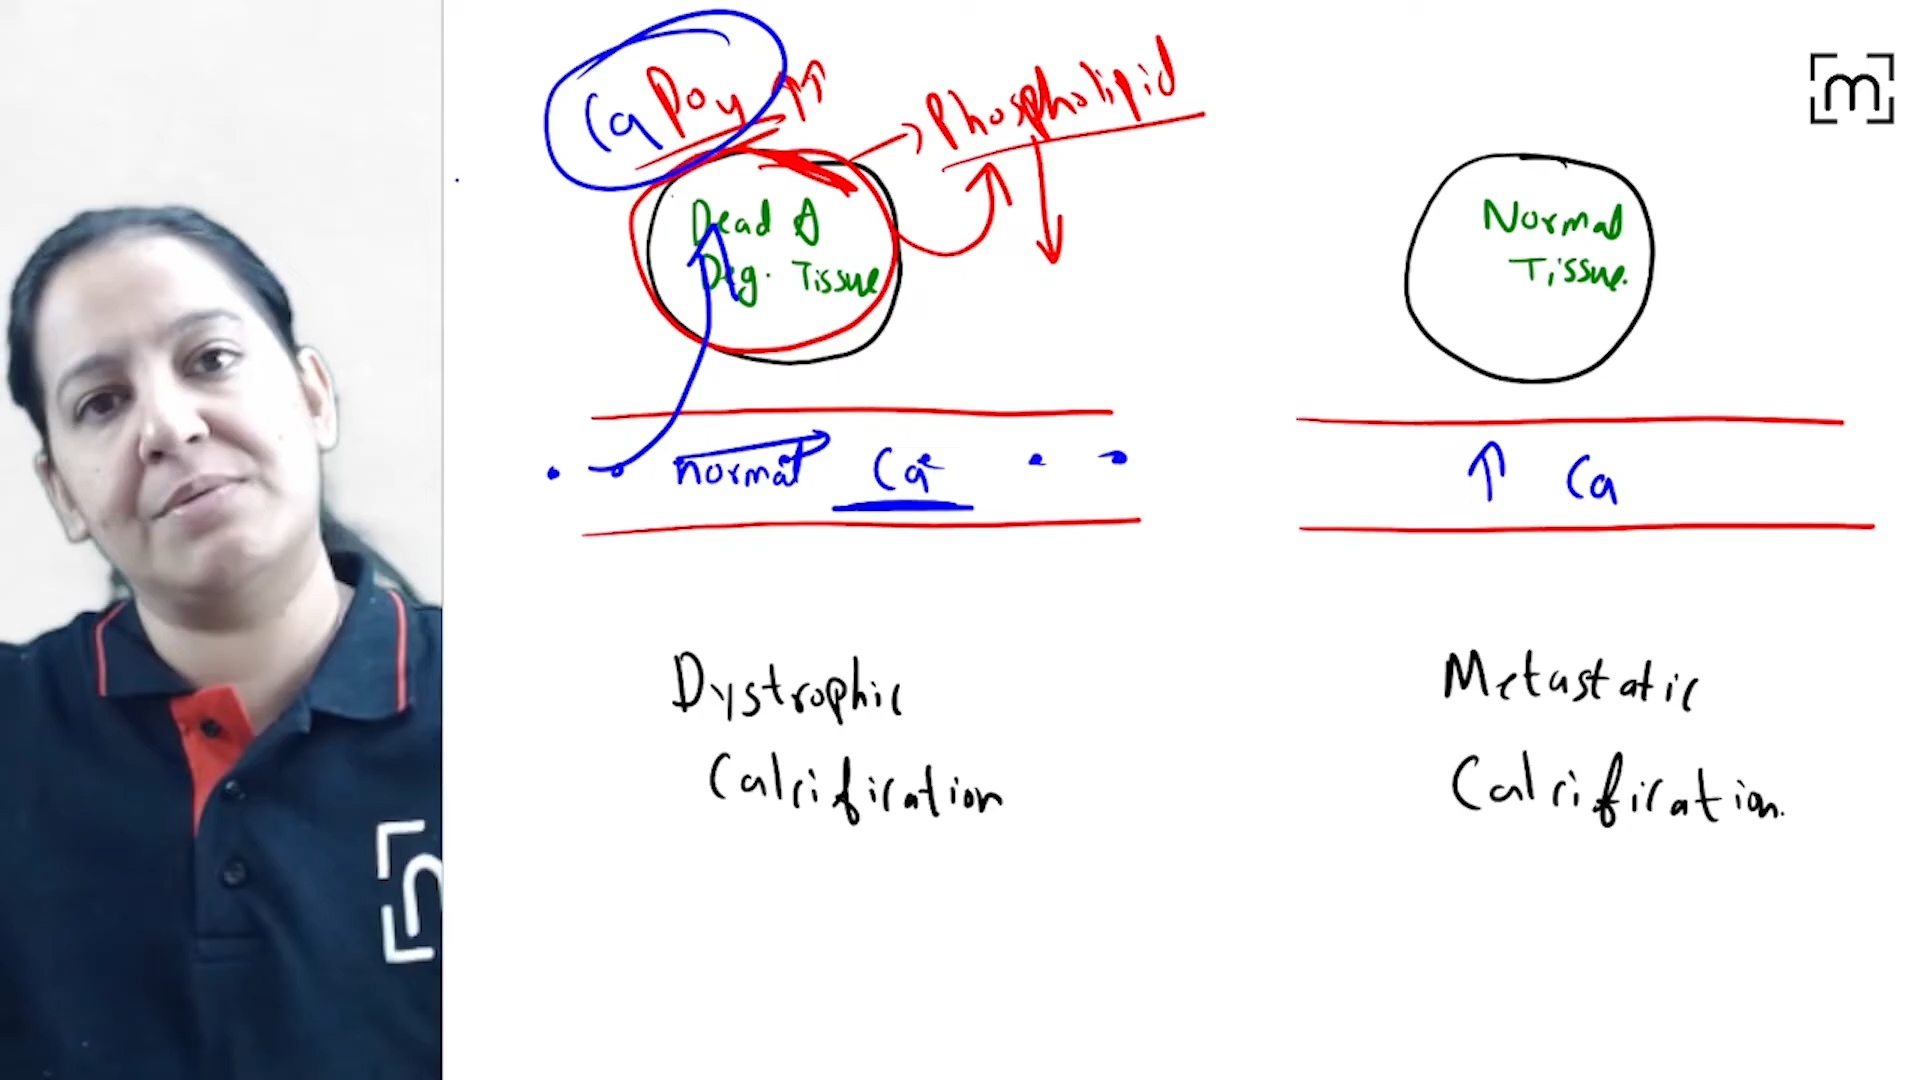 CaPO4 ↑↑
Phospholipid
Dead &
Deg. Tissue
Normal
Tissue.
normal Ca
↑ Ca
Dystrophic
Calcification
Metastatic
Calcification.
m